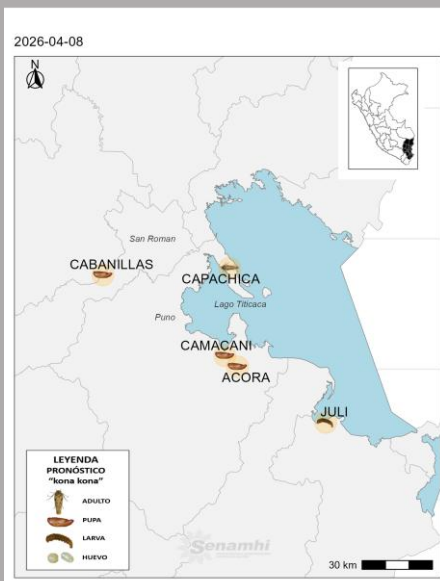 2026-04-08
N
San Roman
CABANILLAS
CAPACHICA
Lago Titicaca
Puno
CAMACANI
ACORA
JULI
LEYENDA
PRONÓSTICO
"kona kona"
ADULTO
PUPA
LARVA
HUEVO
Senamhi
30 km